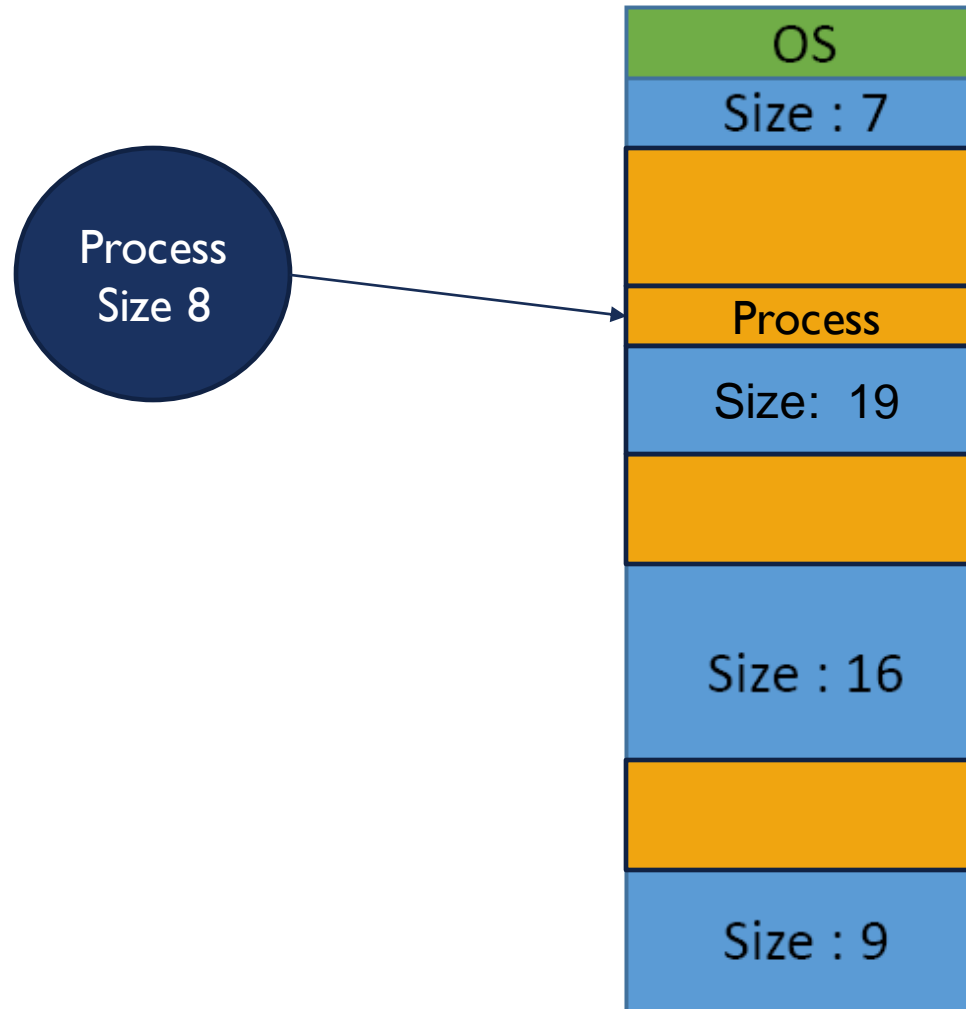 OS
Size : 7
Process
Size 8
Process
Size: 19
Size : 16
Size : 9